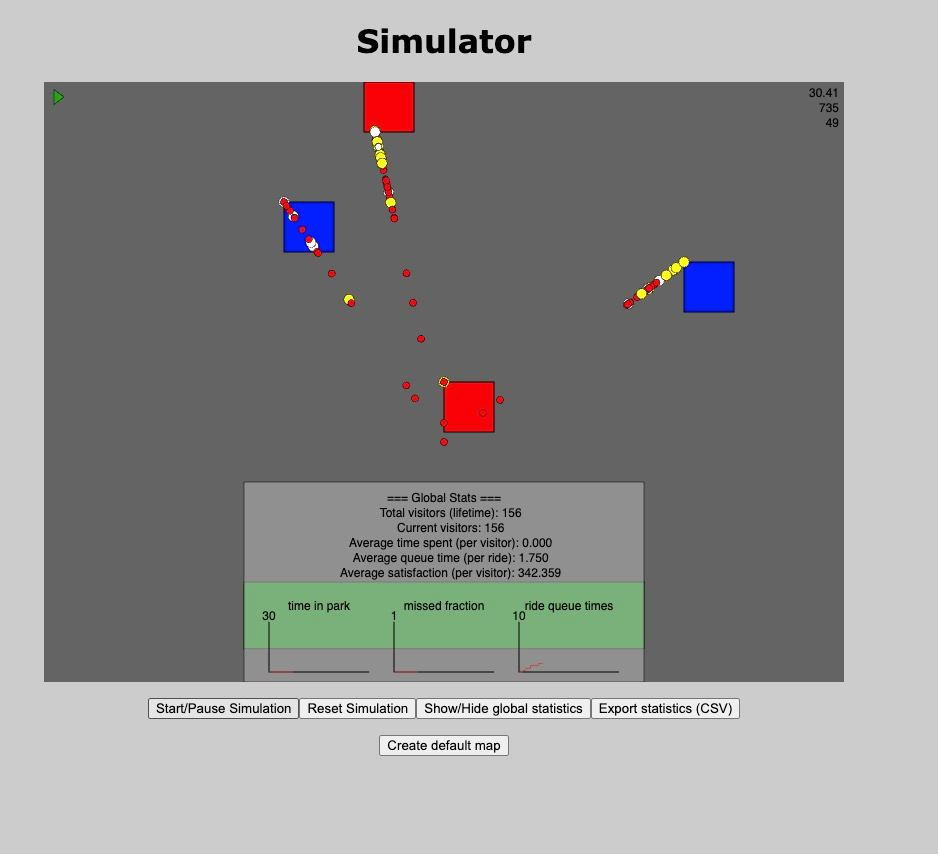 Simulator
30.41
735
49
=== Global Stats ===
Total visitors (lifetime): 156
Current visitors: 156
Average time spent (per visitor): 0.000
Average queue time (per ride): 1.750
Average satisfaction (per visitor): 342.359
time in park missed fraction ride queue times
30 1 10
Start/Pause Simulation Reset Simulation Show/Hide global statistics Export statistics (CSV)
Create default map